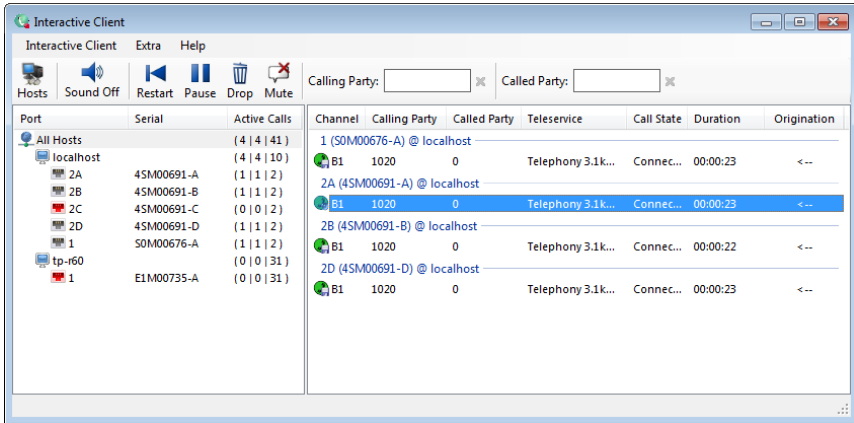 Interactive Client
Interactive Client Extra Help
Hosts Sound Off Restart Pause Drop Mute Calling Party: Called Party:
Port Serial Active Calls
All Hosts ( 4 | 4 | 41 )
localhost ( 4 | 4 | 10 )
2A 4SM00691-A ( 1 | 1 | 2 )
2B 4SM00691-B ( 1 | 1 | 2 )
2C 4SM00691-C ( 0 | 0 | 2 )
2D 4SM00691-D ( 1 | 1 | 2 )
1 S0M00676-A ( 1 | 1 | 2 )
tp-r60 ( 0 | 0 | 31 )
1 E1M00735-A ( 0 | 0 | 31 )
Channel Calling Party Called Party Teleservice Call State Duration Origination
1 (S0M00676-A) @ localhost
B1 1020 0 Telephony 3.1k... Connec... 00:00:23 <--
2A (4SM00691-A) @ localhost
B1 1020 0 Telephony 3.1k... Connec... 00:00:23 <--
2B (4SM00691-B) @ localhost
B1 1020 0 Telephony 3.1k... Connec... 00:00:22 <--
2D (4SM00691-D) @ localhost
B1 1020 0 Telephony 3.1k... Connec... 00:00:23 <--